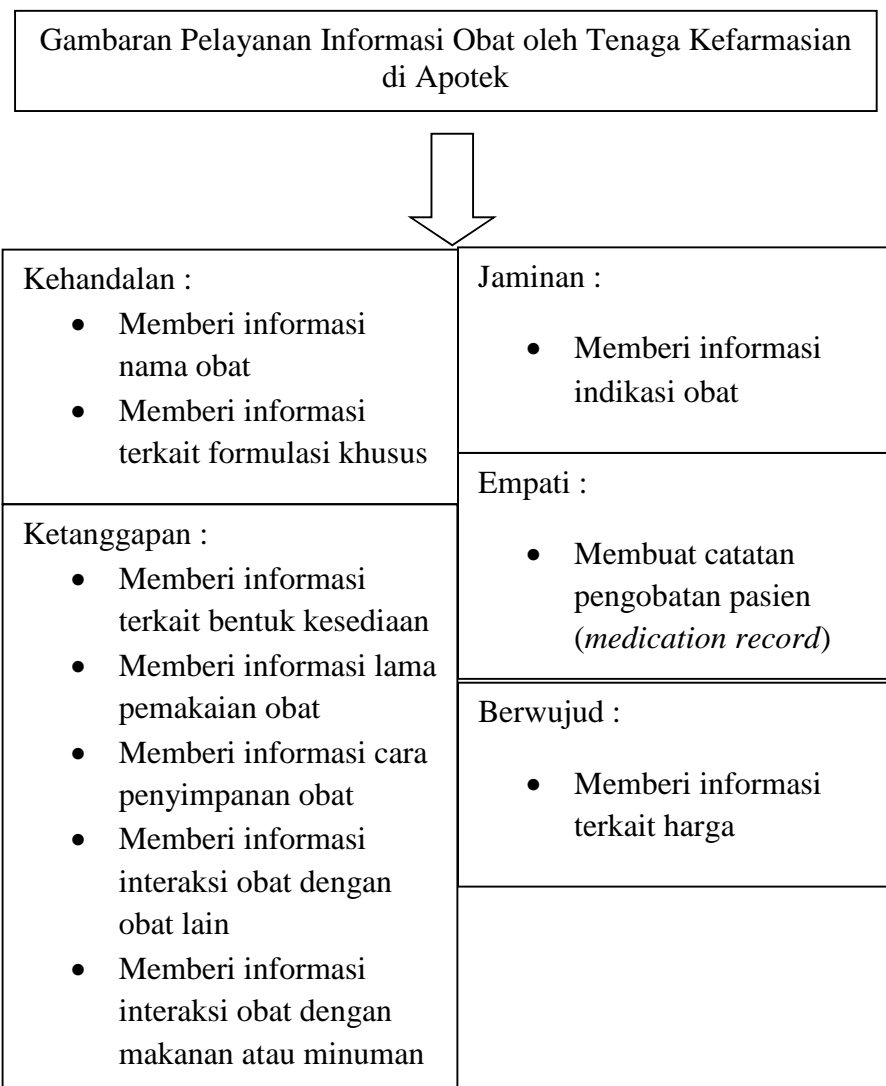 Gambaran Pelayanan Informasi Obat oleh Tenaga Kefarmasian
di Apotek
Kehandalan :
• Memberi informasi
nama obat
• Memberi informasi
terkait formulasi khusus
Ketanggapan :
• Memberi informasi
terkait bentuk kesediaan
• Memberi informasi lama
pemakaian obat
• Memberi informasi cara
penyimpanan obat
• Memberi informasi
interaksi obat dengan
obat lain
• Memberi informasi
interaksi obat dengan
makanan atau minuman
Jaminan :
• Memberi informasi
indikasi obat
Empati :
• Membuat catatan
pengobatan pasien
(medication record)
Berwujud :
• Memberi informasi
terkait harga